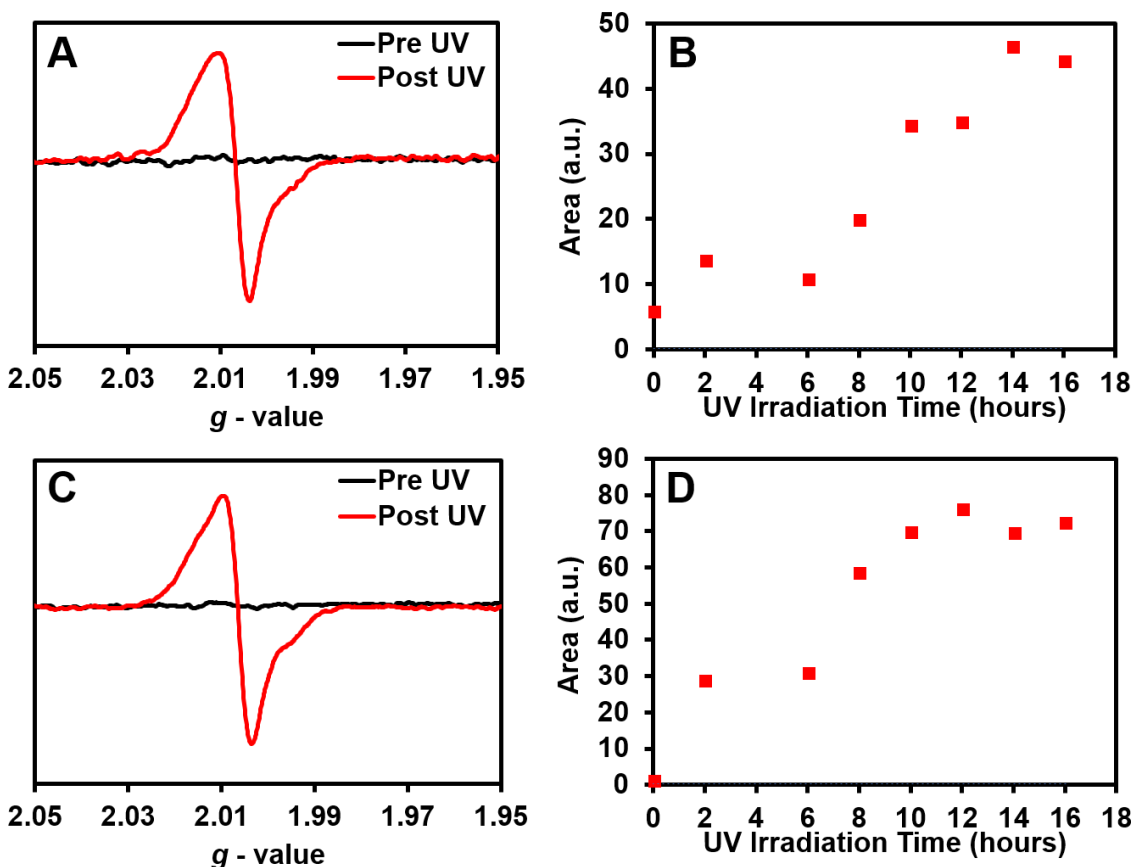 A
Pre UV
Post UV
2.05 2.03 2.01 1.99 1.97 1.95
g - value
B
Area (a.u.)
50
40
30
20
10
0
0 2 4 6 8 10 12 14 16 18
UV Irradiation Time (hours)
C
Pre UV
Post UV
2.05 2.03 2.01 1.99 1.97 1.95
g - value
D
Area (a.u.)
90
80
70
60
50
40
30
20
10
0
0 2 4 6 8 10 12 14 16 18
UV Irradiation Time (hours)